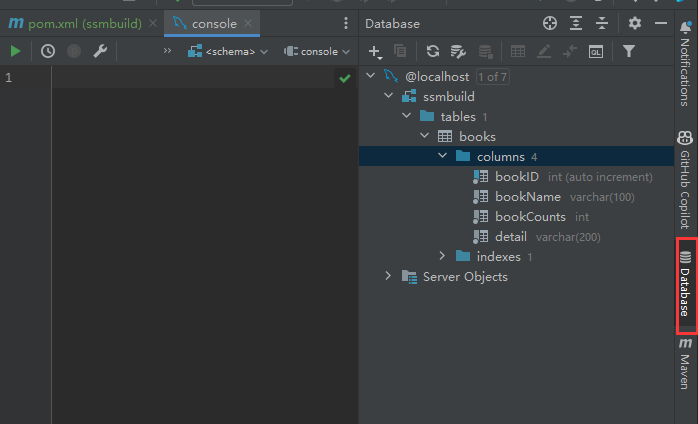 pom.xml (ssmbuild)
console
Database
<schema>
console
1
@localhost 1 of 7
ssmbuild
tables 1
books
columns 4
bookID int (auto increment)
bookName varchar(100)
bookCounts int
detail varchar(200)
indexes 1
Server Objects
Notifications
GitHub Copilot
Database
Maven